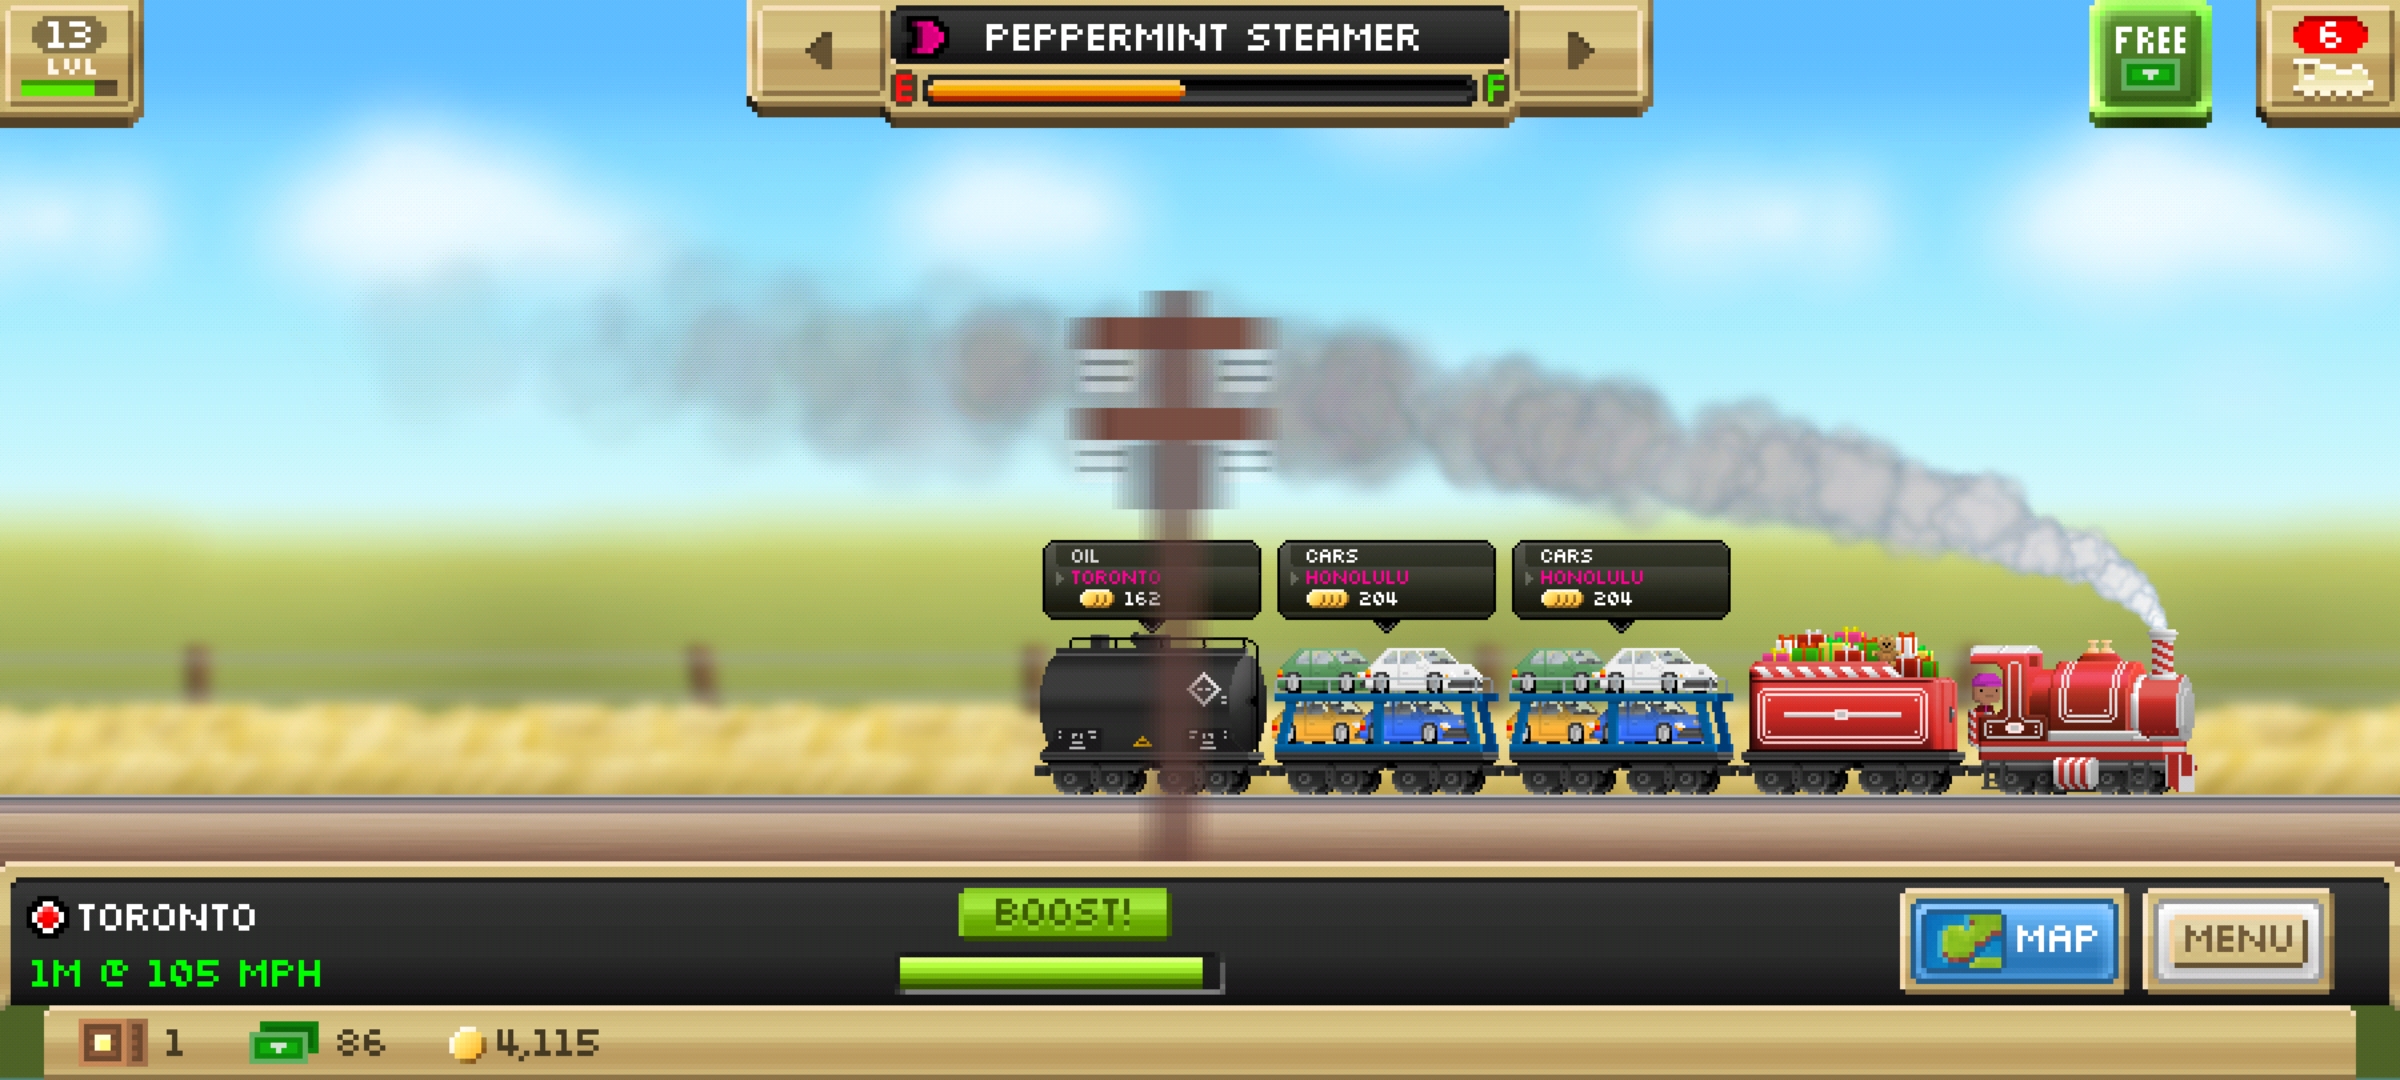 13
LVL
PEPPERMINT STEAMER
E F
FREE
6
OIL
TORONTO
162
CARS
HONOLULU
204
CARS
HONOLULU
204
TORONTO
1M @ 105 MPH
BOOST!
MAP
MENU
1
86
4,115